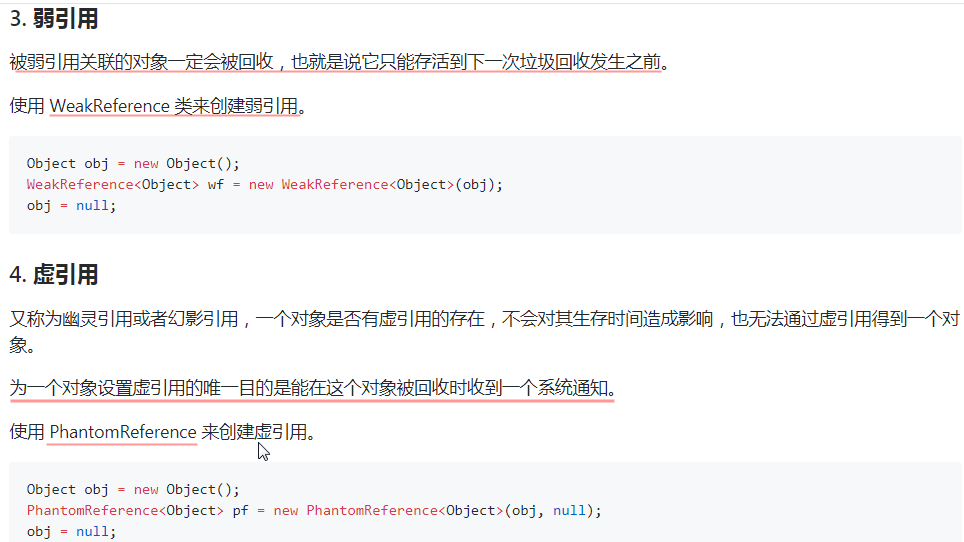 3. 弱引用
被弱引用关联的对象一定会被回收，也就是说它只能存活到下一次垃圾回收发生之前。
使用 WeakReference 类来创建弱引用。
Object obj = new Object();
WeakReference<Object> wf = new WeakReference<Object>(obj);
obj = null;
4. 虚引用
又称为幽灵引用或者幻影引用，一个对象是否有虚引用的存在，不会对其生存时间造成影响，也无法通过虚引用得到一个对
象。
为一个对象设置虚引用的唯一目的是能在这个对象被回收时收到一个系统通知。
使用 PhantomReference 来创建虚引用。
Object obj = new Object();
PhantomReference<Object> pf = new PhantomReference<Object>(obj, null);
obj = null;